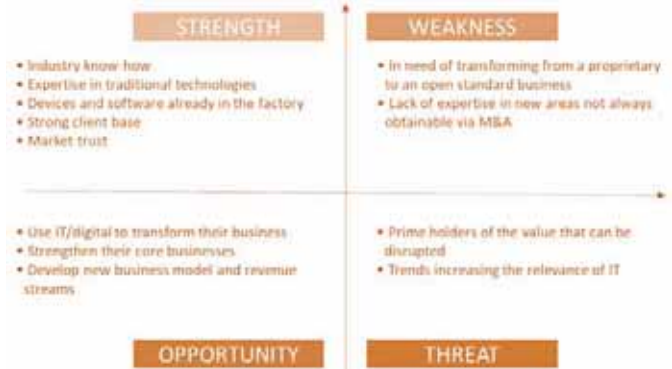 STRENGTH
• Industry know how
• Expertise in traditional technologies
• Devices and software already in the factory
• Strong client base
• Market trust
WEAKNESS
• In need of transforming from a proprietary
to an open standard business
• Lack of expertise in new areas not always
obtainable via M&A
• Use IT/digital to transform their business
• Strengthen their core businesses
• Develop new business model and revenue
streams
OPPORTUNITY
• Prime holders of the value that can be
disrupted
• Trends increasing the relevance of IT
THREAT